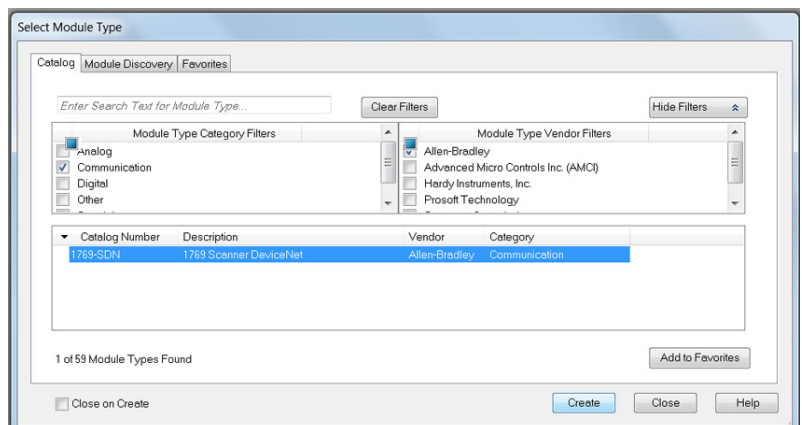 Select Module Type
Catalog Module Discovery Favorites
Enter Search Text for Module Type... Clear Filters Hide Filters
Module Type Category Filters Module Type Vendor Filters
Analog Allen-Bradley
Communication Advanced Micro Controls Inc. (AMCI)
Digital Hardy Instruments, Inc.
Other Prosoft Technology
Catalog Number Description Vendor Category
1769-SDN 1769 Scanner DeviceNet Allen-Bradley Communication
1 of 59 Module Types Found Add to Favorites
Close on Create Create Close Help